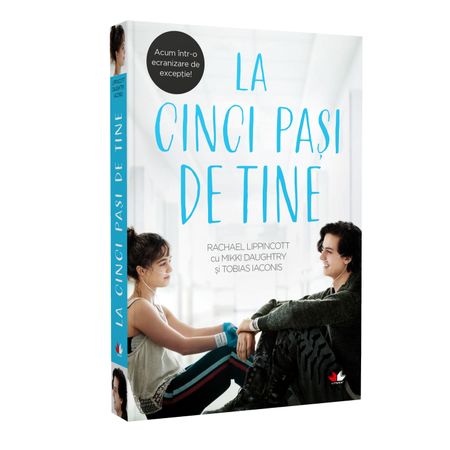 Acum într-o
ecranizare de
excepție!
LA
CINCI PAȘI
DE TINE
RACHAEL LIPPINCOTT
cu MIKKI DAUGHTRY
și TOBIAS IACONIS
LA CINCI PAȘI DE TINE